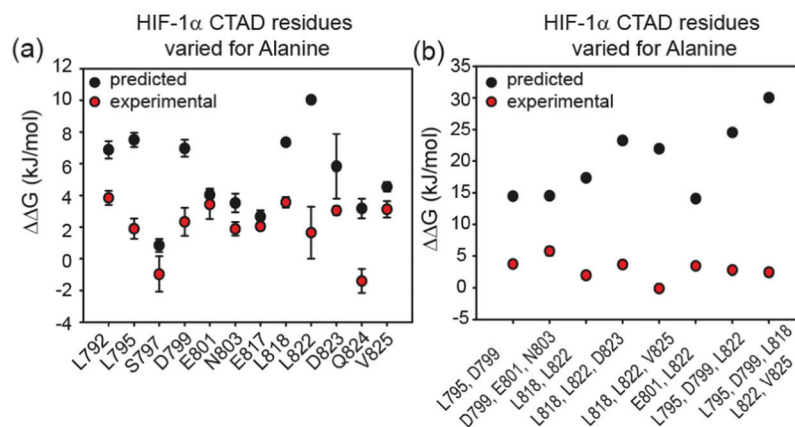 HIF-1α CTAD residues
varied for Alanine
(a)
predicted
experimental
ΔΔG (kJ/mol)
12
10
8
6
4
2
0
-2
-4
L792
L795
S797
D799
E801
N803
E817
L818
L822
D823
Q824
V825
HIF-1α CTAD residues
varied for Alanine
(b)
predicted
experimental
ΔΔG (kJ/mol)
35
30
25
20
15
10
5
0
-5
L795, D799
D799, E801, N803
L818, L822
L818, L822, D823
L818, L822, V825
E801, L822
L795, D799, L822
L795, D799, L818
L822, V825